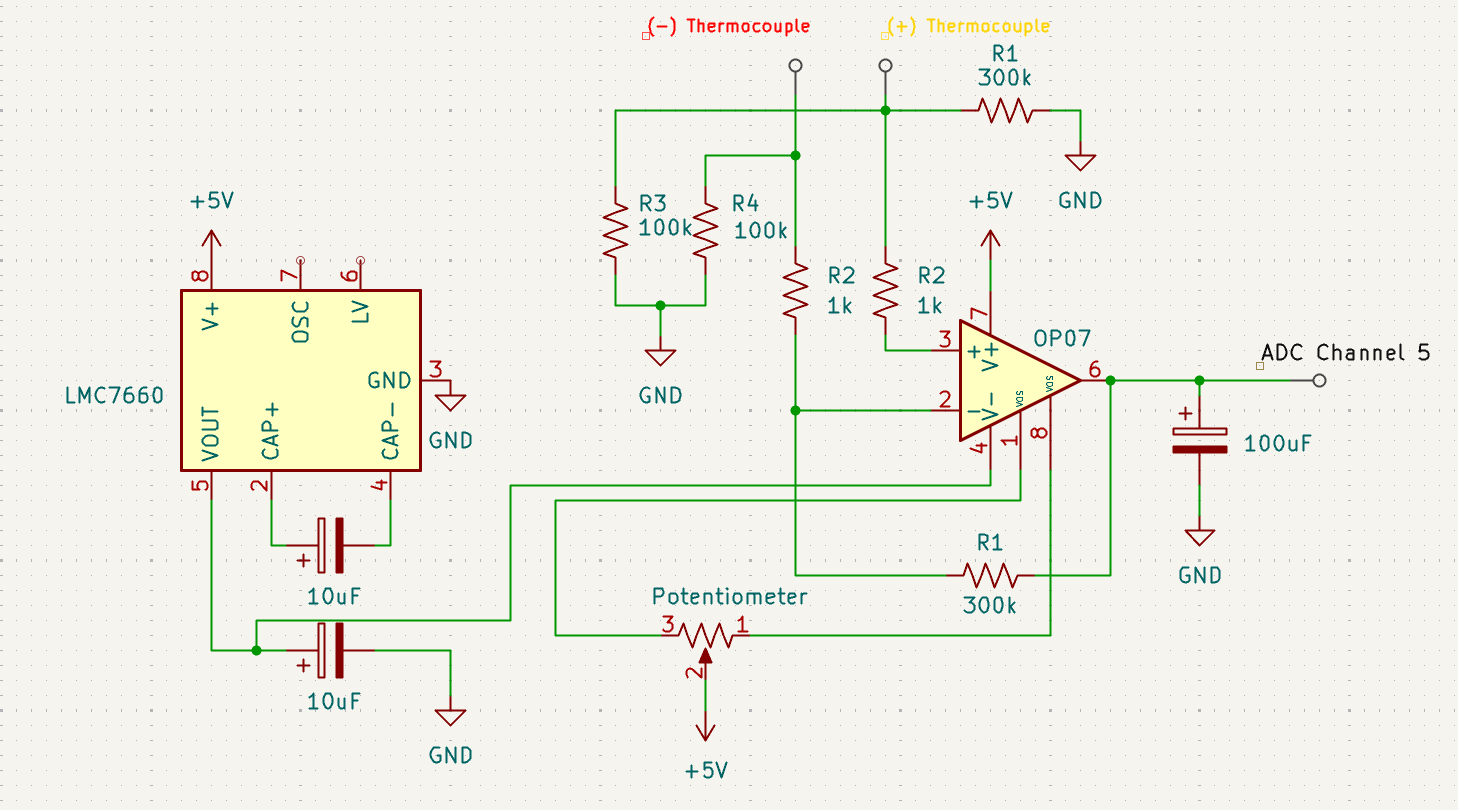 (-) Thermocouple
(+) Thermocouple
R1
300k
GND
+5V
8
7
6
V+
OSC
LV
LMC7660
GND
3
GND
VOUT
CAP+
CAP-
5
2
4
+
10uF
+
10uF
GND
R3
100k
R4
100k
GND
R2
1k
R2
1k
+5V
7
OP07
3
+
V+
2
-
V-
VOS
VOS
4
1
8
6
ADC Channel 5
+
100uF
GND
R1
300k
Potentiometer
3
1
2
+5V